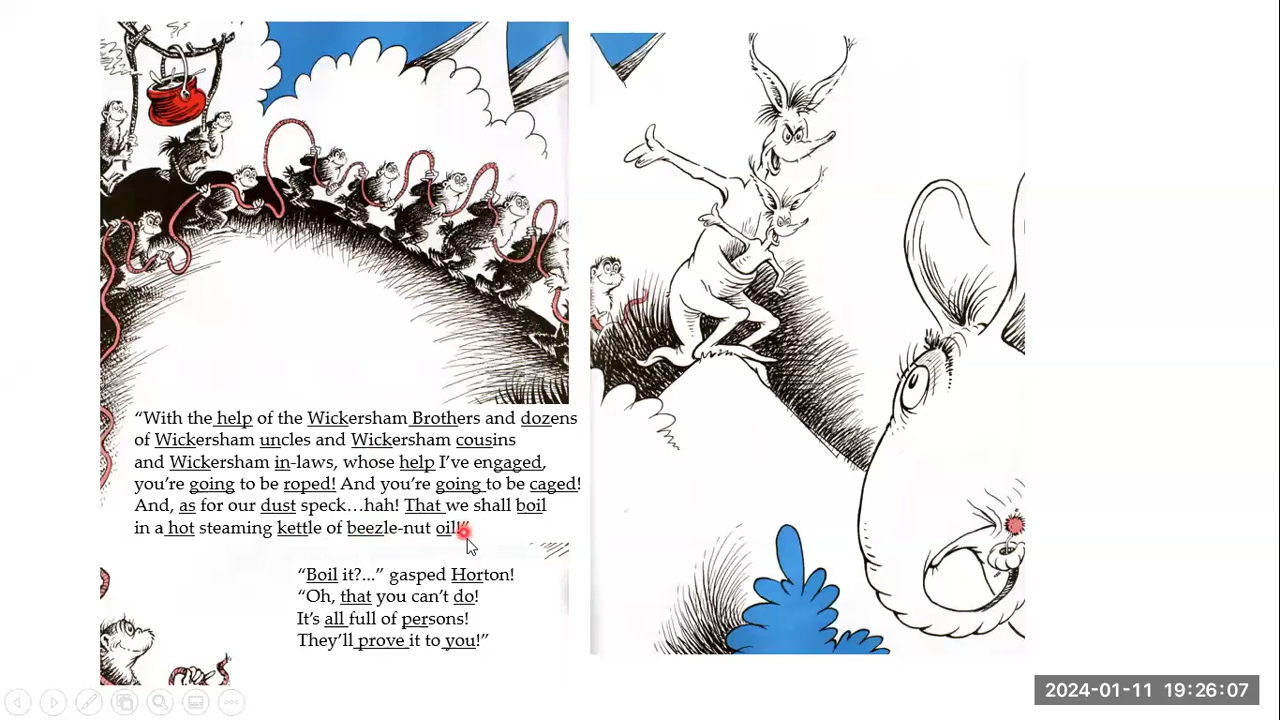 “With the help of the Wickersham Brothers and dozens
of Wickersham uncles and Wickersham cousins
and Wickersham in-laws, whose help I’ve engaged,
you’re going to be roped! And you’re going to be caged!
And, as for our dust speck…hah! That we shall boil
in a hot steaming kettle of beezle-nut oil!”
“Boil it?...” gasped Horton!
“Oh, that you can’t do!
It’s all full of persons!
They’ll prove it to you!”
2024-01-11 19:26:07